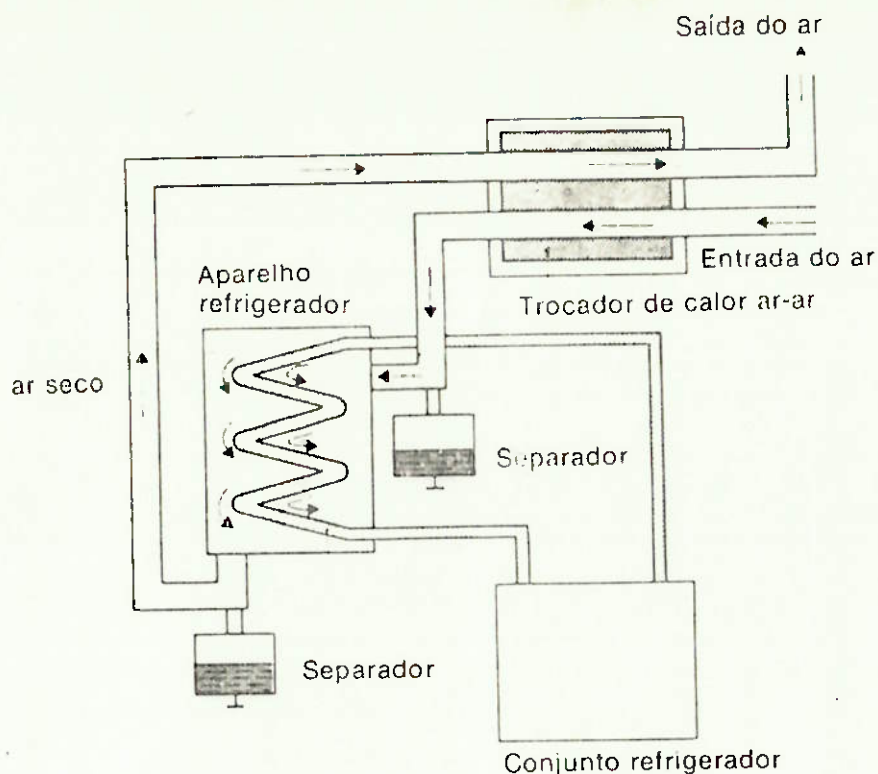 Saída do ar
Entrada do ar
Aparelho
refrigerador
Trocador de calor ar-ar
ar seco
Separador
Separador
Conjunto refrigerador